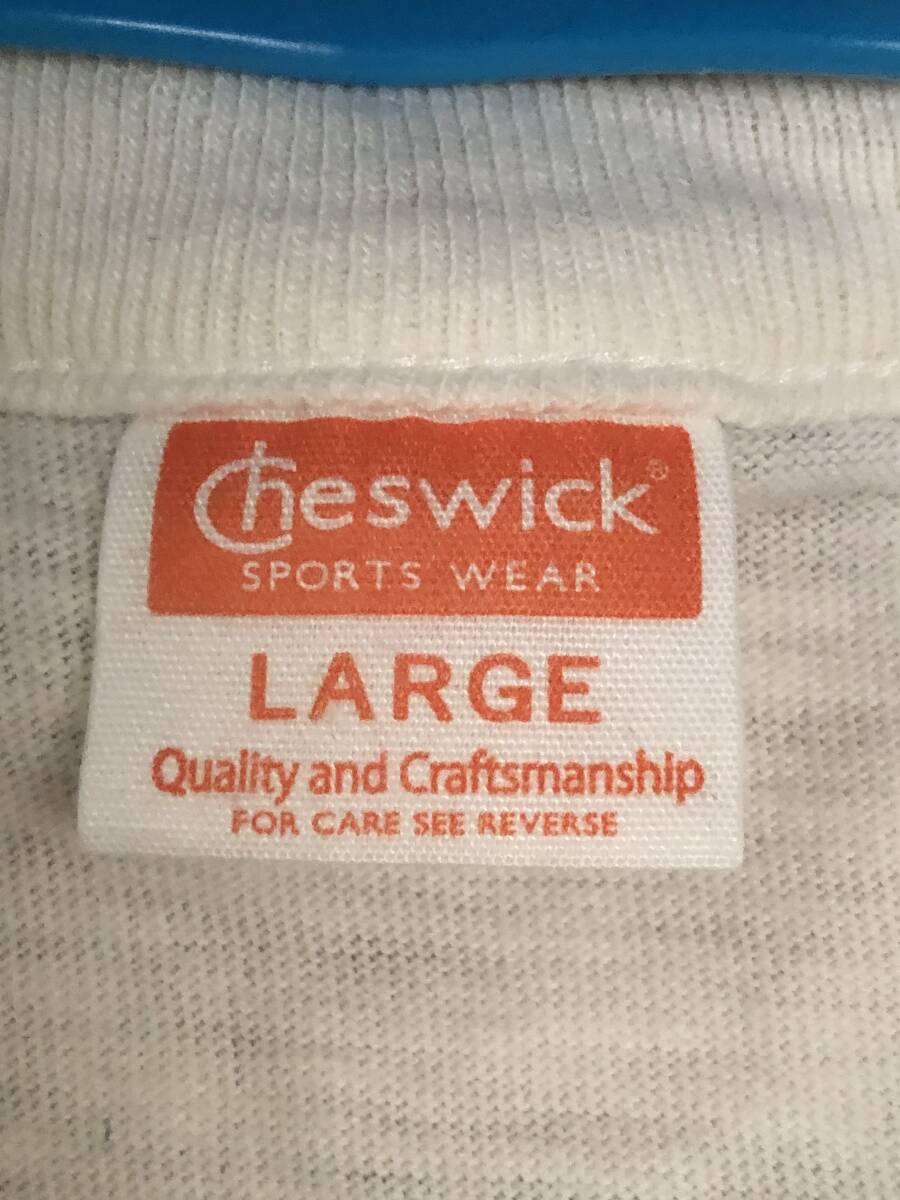 Cheswick®
SPORTS WEAR
LARGE
Quality and Craftsmanship
FOR CARE SEE REVERSE